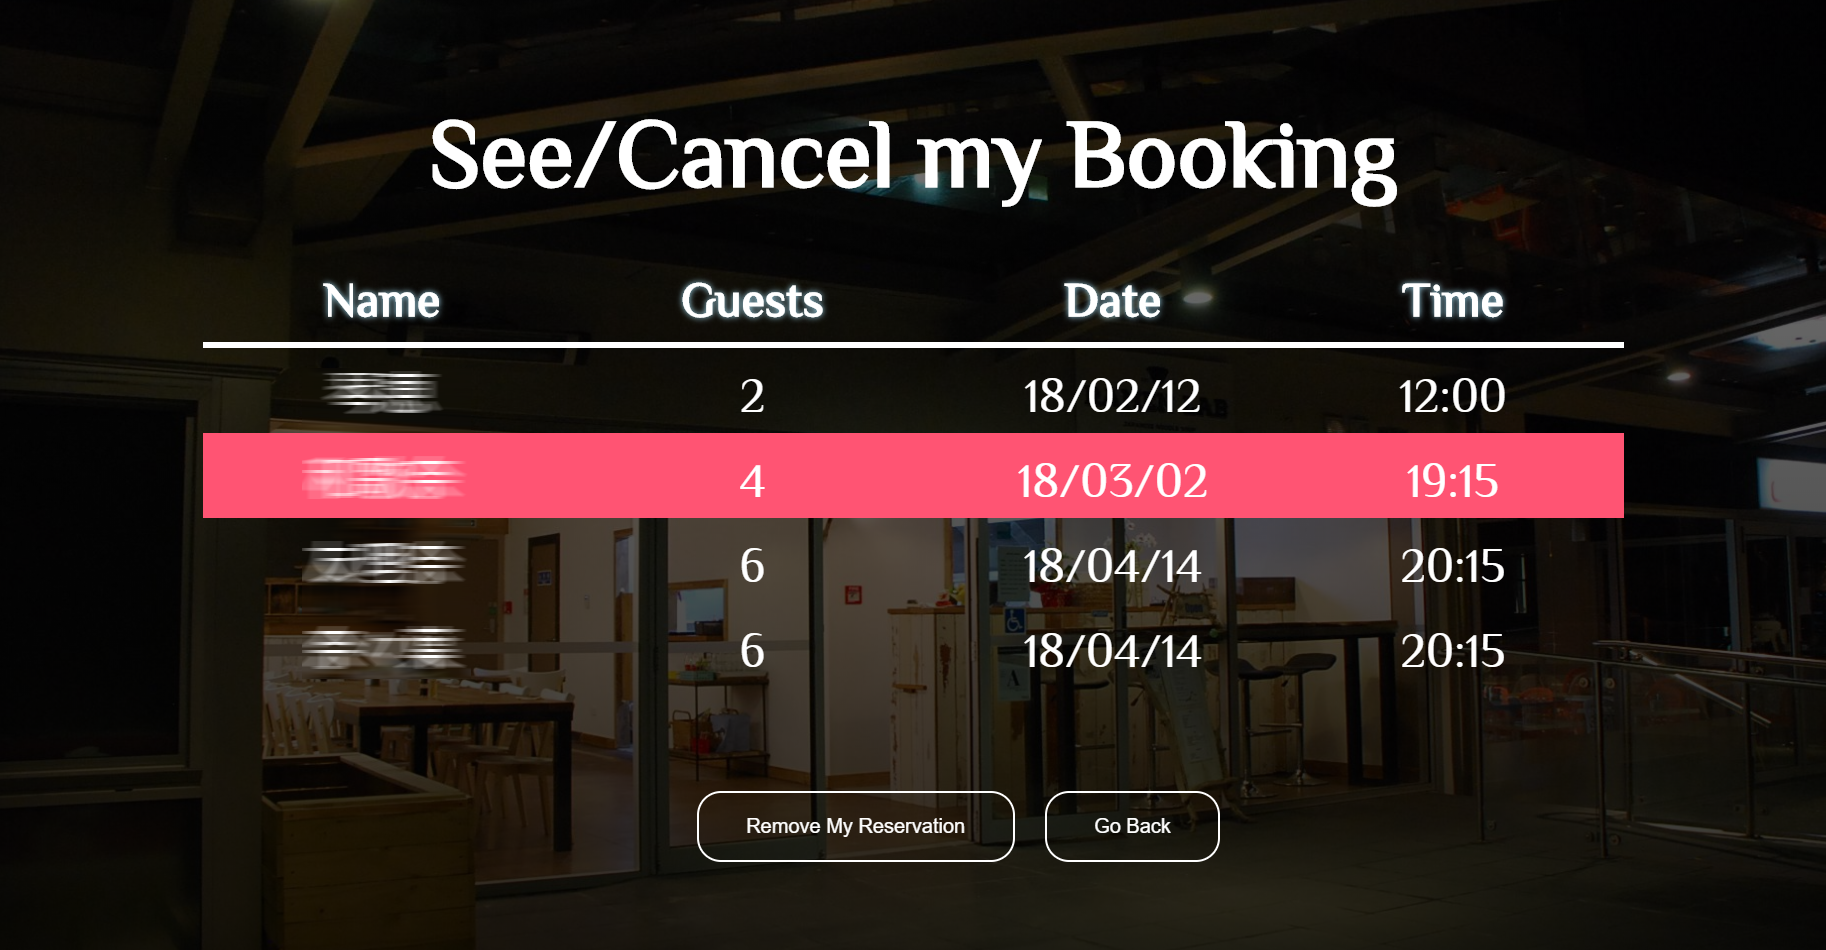 See/Cancel my Booking
Name Guests Date Time
2 18/02/12 12:00
4 18/03/02 19:15
6 18/04/14 20:15
6 18/04/14 20:15
Remove My Reservation Go Back